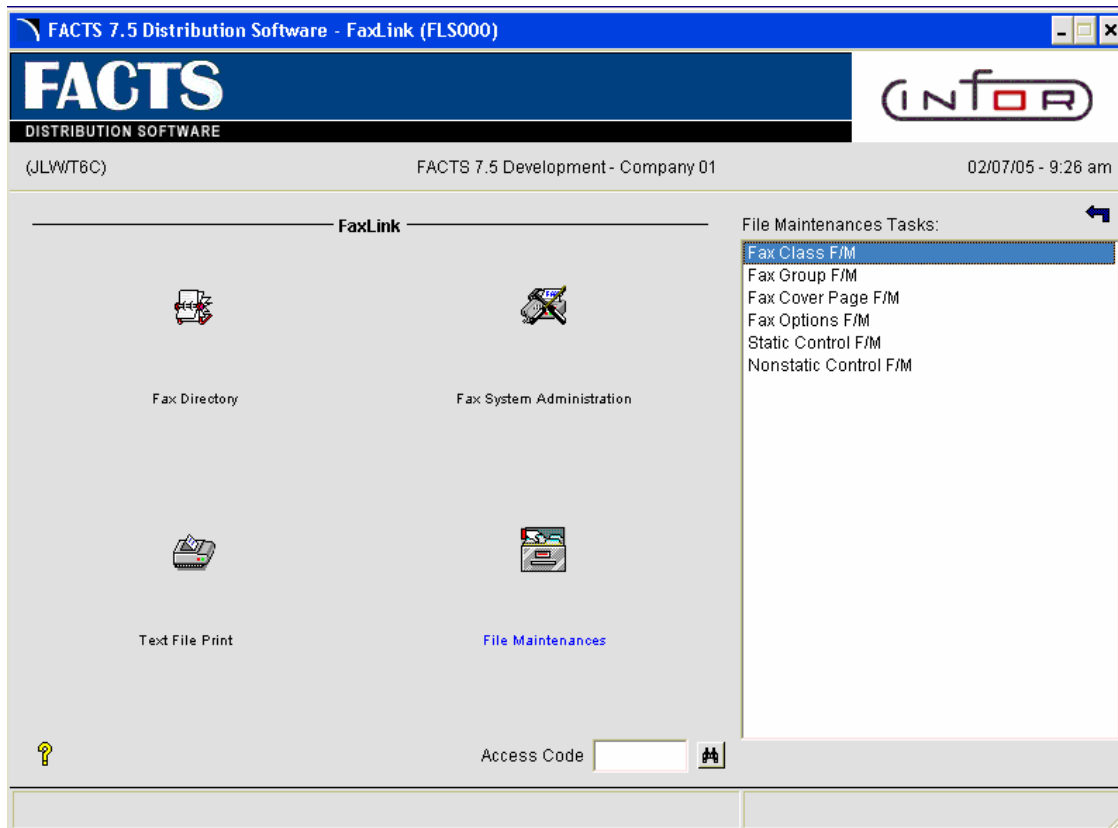 FACTS 7.5 Distribution Software - FaxLink (FLS000)
FACTS
DISTRIBUTION SOFTWARE
INFOR
(JLW/T6C)
FACTS 7.5 Development - Company 01
02/07/05 - 9:26 am
FaxLink
Fax Directory
Fax System Administration
Text File Print
File Maintenances
Access Code
File Maintenances Tasks:
Fax Class F/M
Fax Group F/M
Fax Cover Page F/M
Fax Options F/M
Static Control F/M
Nonstatic Control F/M